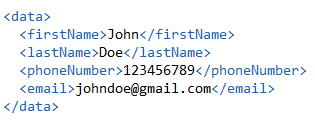 <data>
  <firstName>John</firstName>
  <lastName>Doe</lastName>
  <phoneNumber>123456789</phoneNumber>
  <email>johndoe@gmail.com</email>
</data>